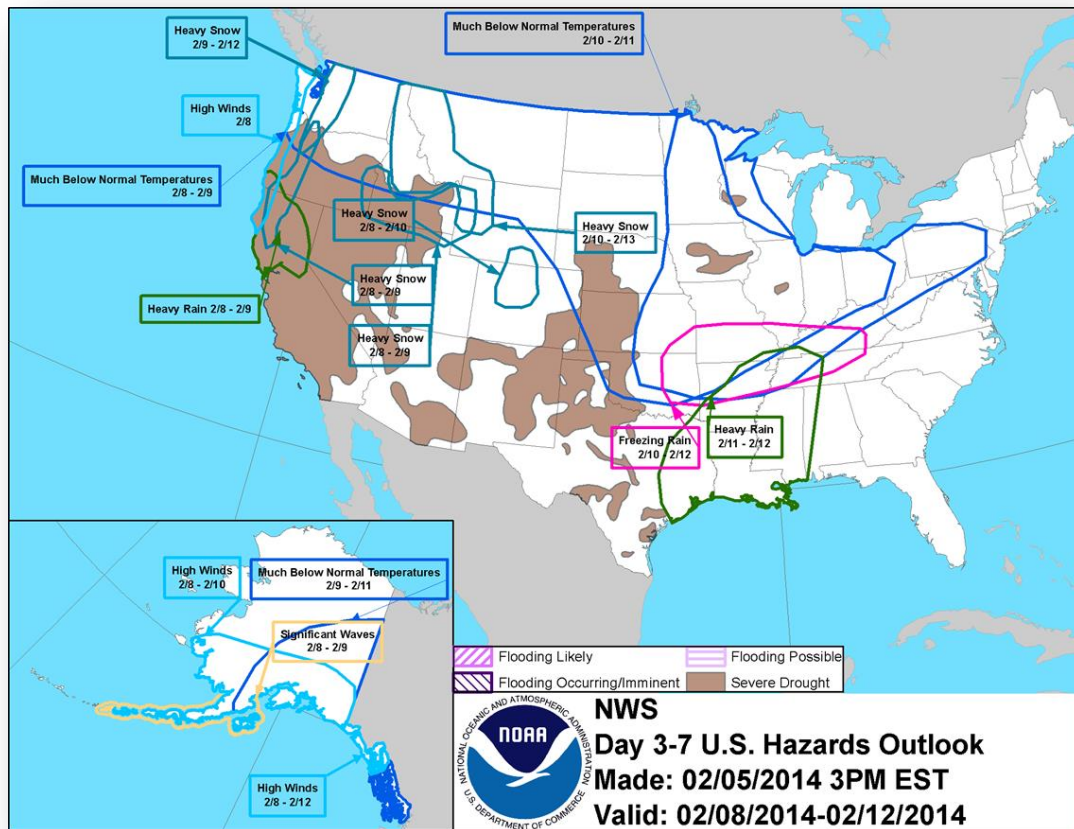 Heavy Snow
2/9 - 2/12
Much Below Normal Temperatures
2/10 - 2/11
High Winds
2/8
Much Below Normal Temperatures
2/8 - 2/9
Heavy Snow
2/8 - 2/10
Heavy Snow
2/10 - 2/13
Heavy Snow
2/8 - 2/9
Heavy Rain 2/8 - 2/9
Heavy Snow
2/8 - 2/9
Freezing Rain
2/10 - 2/12
Heavy Rain
2/11 - 2/12
High Winds
2/8 - 2/10
Much Below Normal Temperatures
2/9 - 2/11
Significant Waves
2/8 - 2/9
High Winds
2/8 - 2/12
Flooding Likely
Flooding Possible
Flooding Occurring/Imminent
Severe Drought
NATIONAL OCEANIC AND ATMOSPHERIC ADMINISTRATION
NOAA
U.S. DEPARTMENT OF COMMERCE
NWS
Day 3-7 U.S. Hazards Outlook
Made: 02/05/2014 3PM EST
Valid: 02/08/2014-02/12/2014